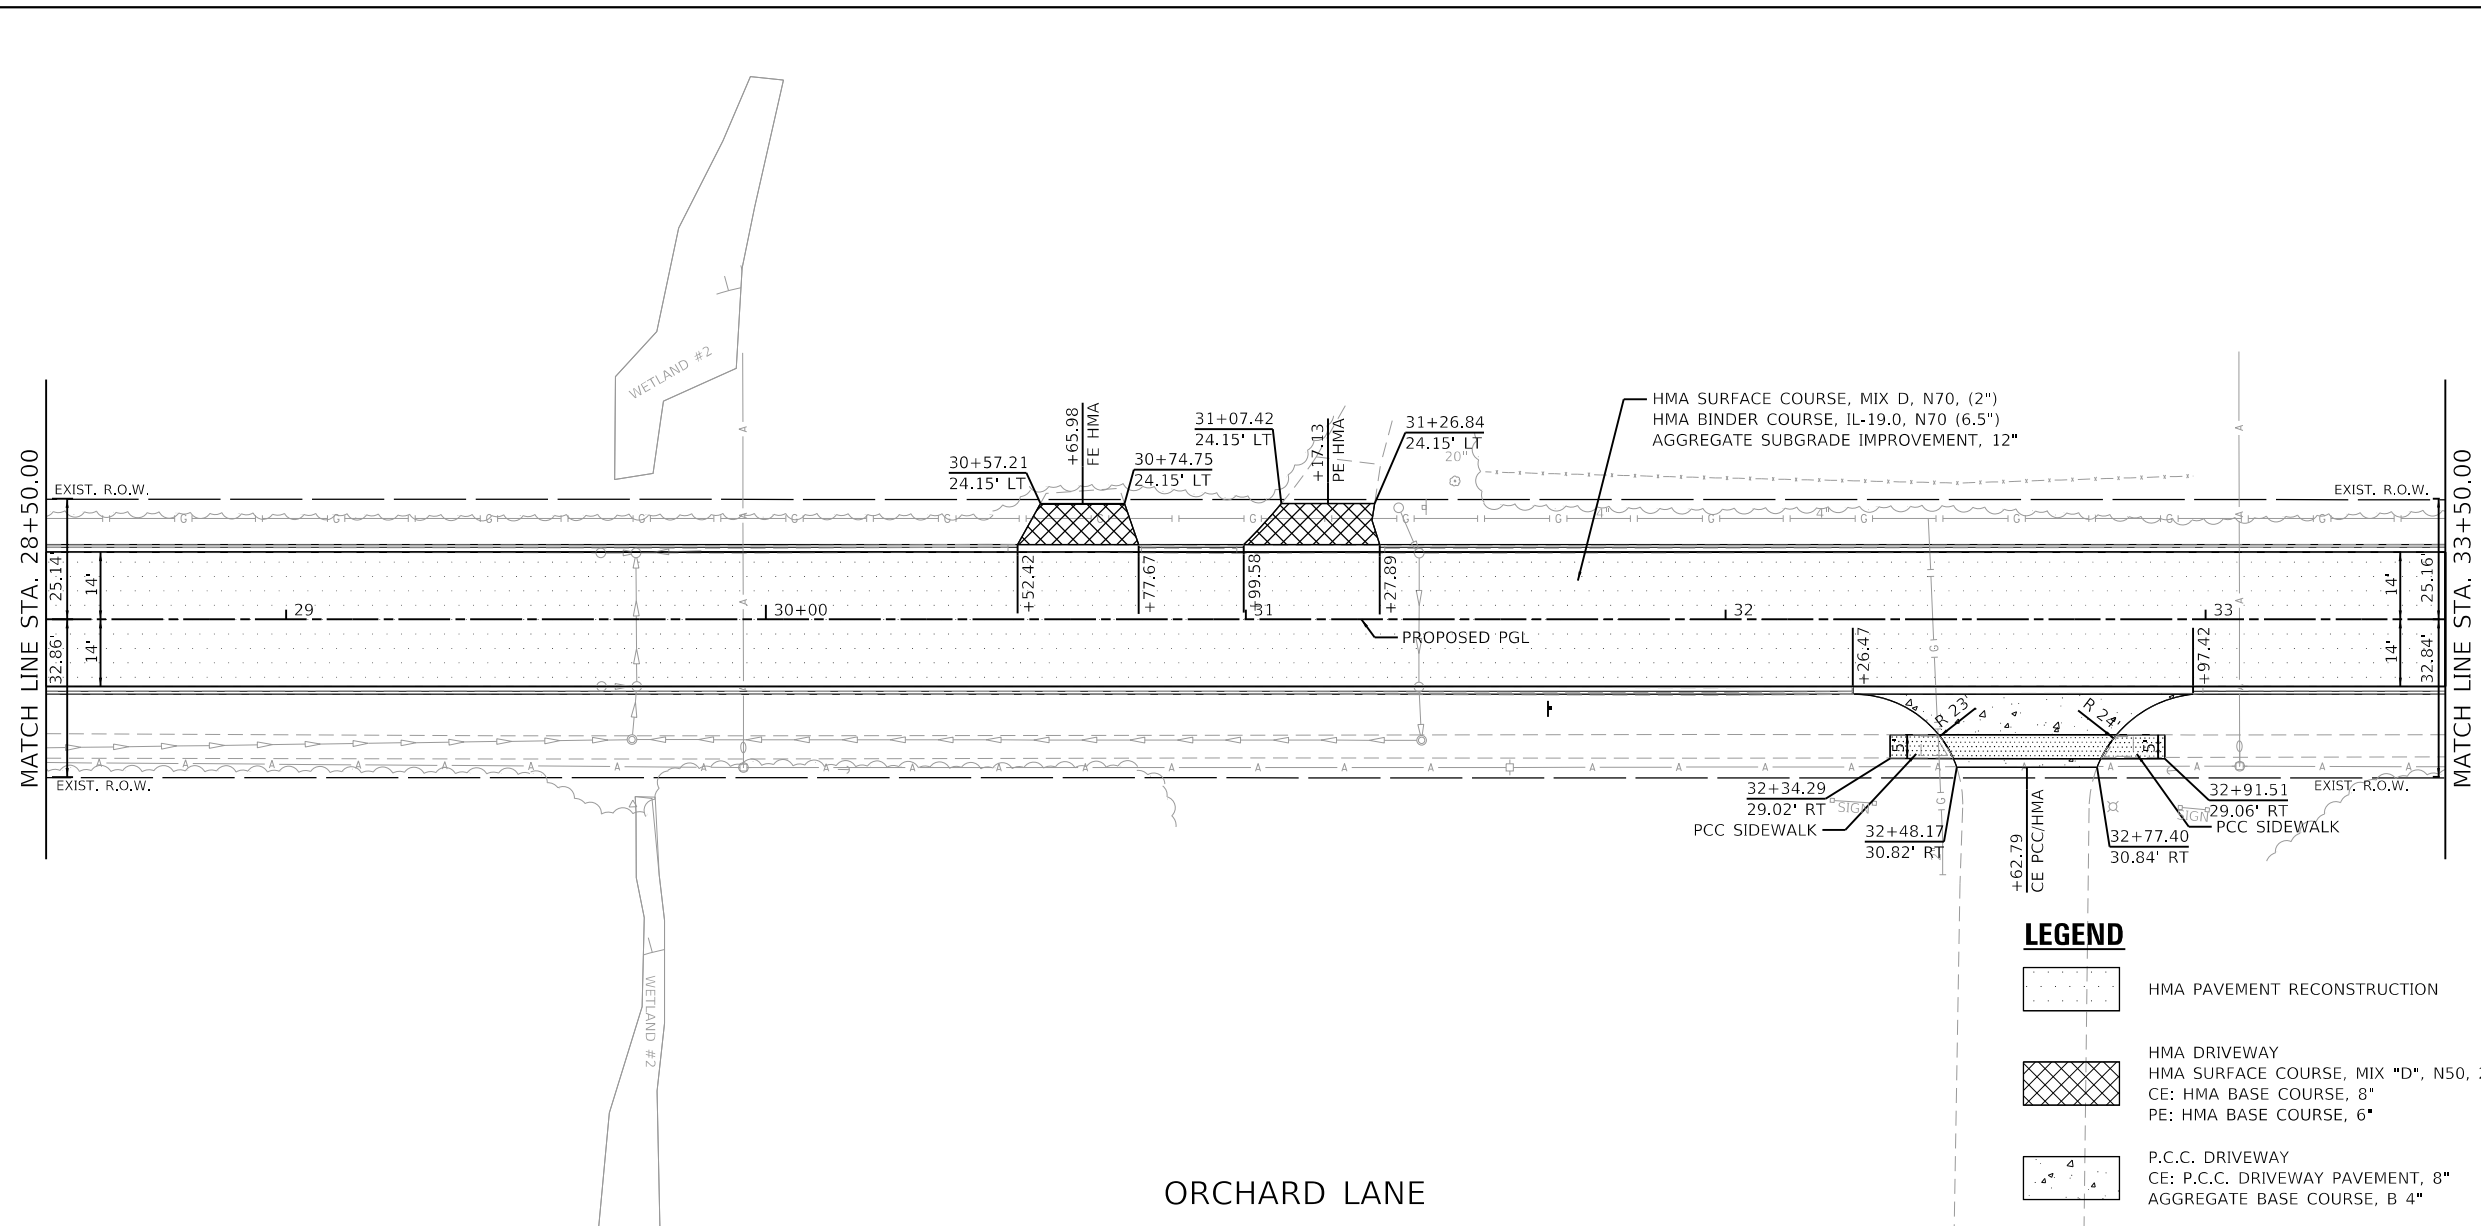 MATCH LINE STA. 28+50.00
EXIST. R.O.W.
25.14'
14'
32.86'
14'
EXIST. R.O.W.
WETLAND #2
WETLAND #2
29
30+00
31
32
33
30+57.21
24.15' LT
+65.98
FE HMA
30+74.75
24.15' LT
31+07.42
24.15' LT
+17.13
PE HMA
31+26.84
24.15' LT
20"
4"
4"
+52.42
+77.67
+99.58
+27.89
PROPOSED PGL
HMA SURFACE COURSE, MIX D, N70, (2")
HMA BINDER COURSE, IL-19.0, N70 (6.5")
AGGREGATE SUBGRADE IMPROVEMENT, 12"
+26.47
+97.42
R 23'
R 24'
5'
5'
32+34.29
29.02' RT
PCC SIDEWALK
SIGN
32+48.17
30.82' RT
+62.79
CE PCC/HMA
32+77.40
30.84' RT
32+91.51
29.06' RT
SIGN
PCC SIDEWALK
EXIST. R.O.W.
14'
25.16'
14'
32.84'
EXIST. R.O.W.
MATCH LINE STA. 33+50.00
LEGEND
HMA PAVEMENT RECONSTRUCTION
HMA DRIVEWAY
HMA SURFACE COURSE, MIX "D", N50,
CE: HMA BASE COURSE, 8"
PE: HMA BASE COURSE, 6"
P.C.C. DRIVEWAY
CE: P.C.C. DRIVEWAY PAVEMENT, 8"
AGGREGATE BASE COURSE, B 4"
ORCHARD LANE